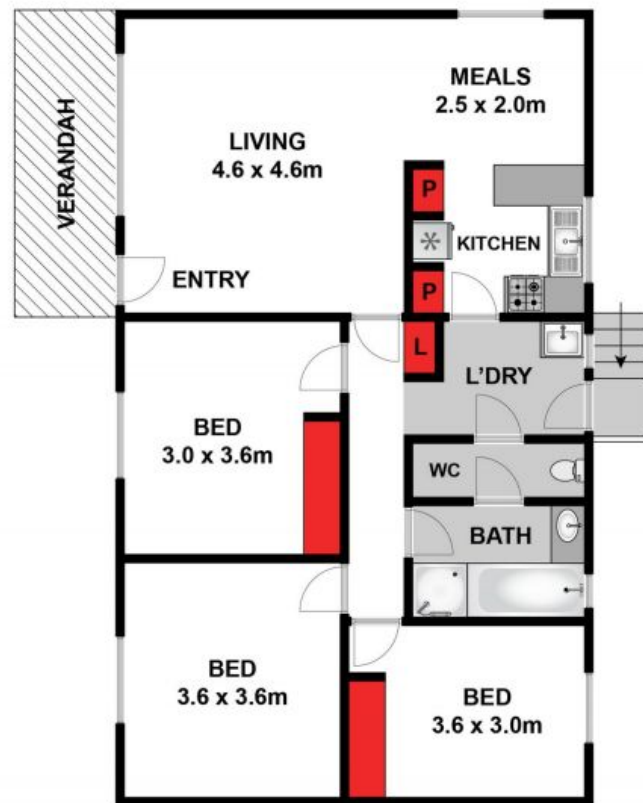 MEALS
2.5 x 2.0m
LIVING
4.6 x 4.6m
VERANDAH
P
KITCHEN
ENTRY
P
L
L'DRY
BED
3.0 x 3.6m
WC
BATH
BED
3.6 x 3.6m
BED
3.6 x 3.0m